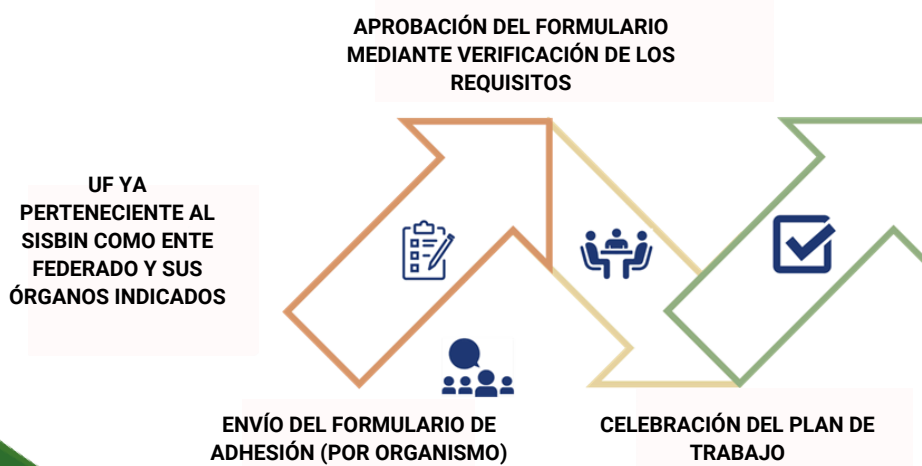 APROBACIÓN DEL FORMULARIO
MEDIANTE VERIFICACIÓN DE LOS
REQUISITOS
UF YA
PERTENECIENTE AL
SISBIN COMO ENTE
FEDERADO Y SUS
ÓRGANOS INDICADOS
ENVÍO DEL FORMULARIO DE
ADHESIÓN (POR ORGANISMO)
CELEBRACIÓN DEL PLAN DE
TRABAJO